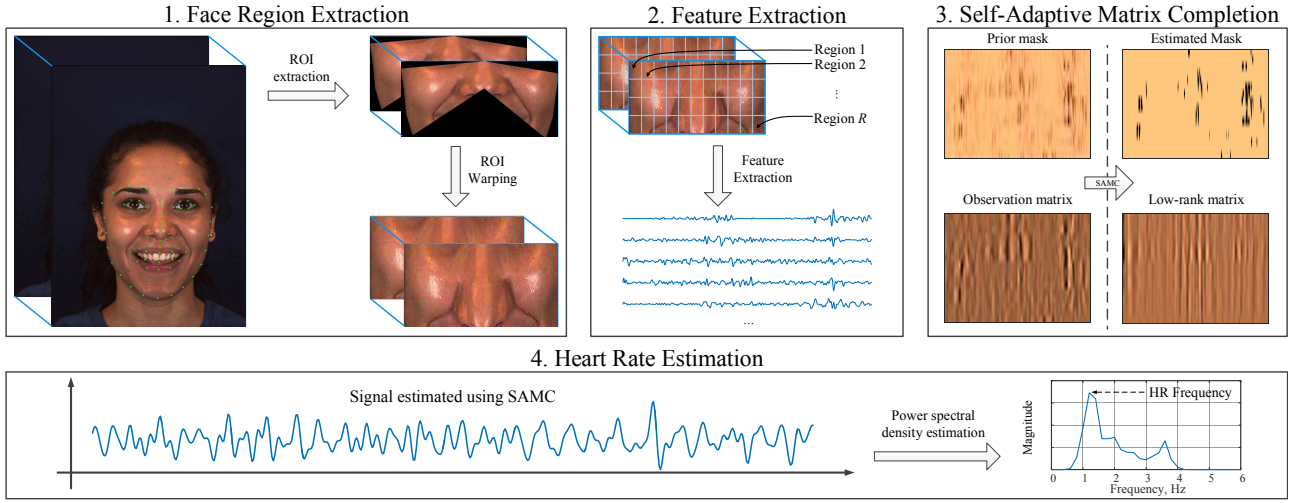 1. Face Region Extraction
ROI
extraction
ROI
Warping
2. Feature Extraction
Region 1
Region 2
⋮
Region R
Feature
Extraction
...
3. Self-Adaptive Matrix Completion
Prior mask
Estimated Mask
SAMC
Observation matrix
Low-rank matrix
4. Heart Rate Estimation
Signal estimated using SAMC
Power spectral
density estimation
Magnitude
HR Frequency
0 1 2 3 4 5 6
Frequency, Hz